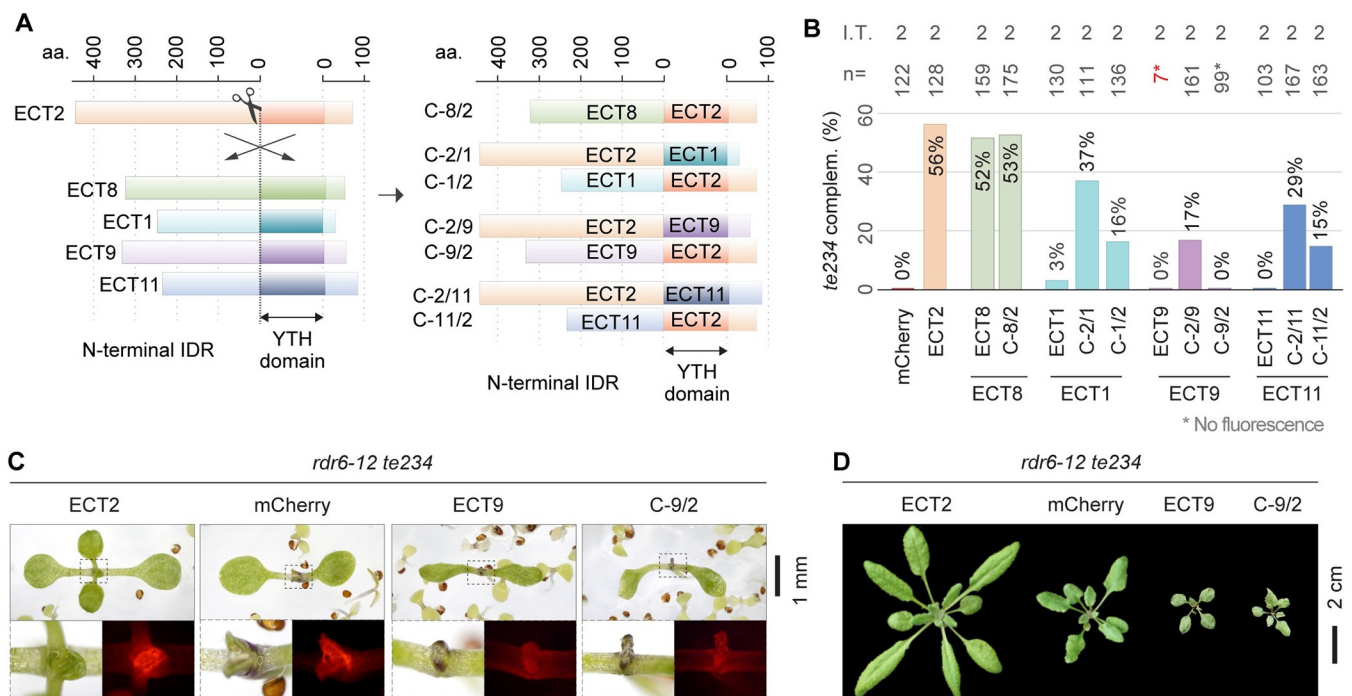 A
aa.
400
300
200
100
0
0
100
ECT2
ECT8
ECT1
ECT9
ECT11
N-terminal IDR
YTH
domain
aa.
400
300
200
100
0
0
100
C-8/2
ECT8
ECT2
C-2/1
ECT2
ECT1
C-1/2
ECT1
ECT2
C-2/9
ECT2
ECT9
C-9/2
ECT9
ECT2
C-2/11
ECT2
ECT11
C-11/2
ECT11
ECT2
N-terminal IDR
YTH
domain
B
I.T. 2 2 2 2 2 2 2 2 2 2 2 2 2
n= 122 128 159 175 130 111 136 7* 161 99* 103 167 163
te234 complem. (%)
60
40
20
0
0%
56%
52%
53%
3%
37%
16%
0%
17%
0%
0%
29%
15%
mCherry
ECT2
ECT8
C-8/2
ECT1
C-2/1
C-1/2
ECT9
C-2/9
C-9/2
ECT11
C-2/11
C-11/2
ECT8
ECT1
ECT9
ECT11
* No fluorescence
C
rdr6-12 te234
ECT2
mCherry
ECT9
C-9/2
1 mm
D
rdr6-12 te234
ECT2
mCherry
ECT9
C-9/2
2 cm